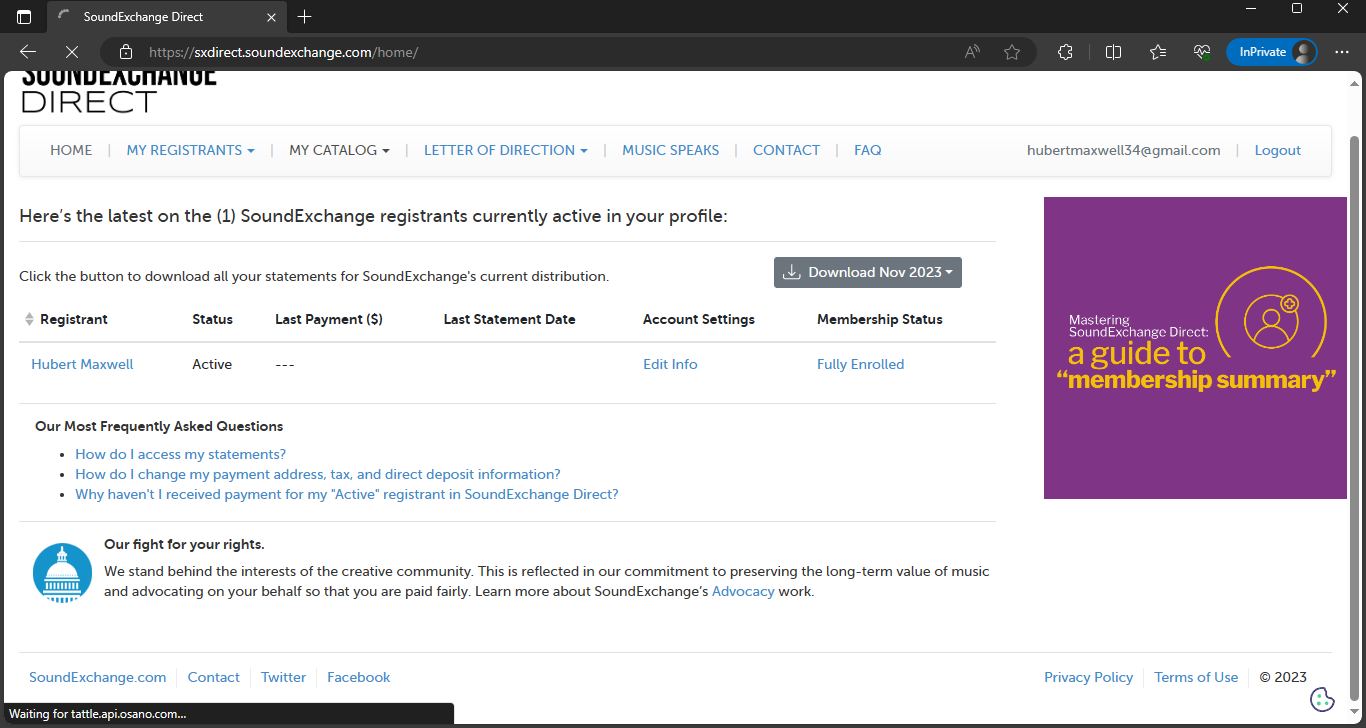 SoundExchange Direct
https://sxdirect.soundexchange.com/home/
InPrivate
SOUNDEXCHANGE
DIRECT
HOME | MY REGISTRANTS | MY CATALOG | LETTER OF DIRECTION | MUSIC SPEAKS | CONTACT | FAQ hubertmaxwell34@gmail.com | Logout
Here's the latest on the (1) SoundExchange registrants currently active in your profile:
Click the button to download all your statements for SoundExchange's current distribution.
Download Nov 2023
Registrant Status Last Payment ($) Last Statement Date Account Settings Membership Status
Hubert Maxwell Active --- Edit Info Fully Enrolled
Our Most Frequently Asked Questions
• How do I access my statements?
• How do I change my payment address, tax, and direct deposit information?
• Why haven't I received payment for my "Active" registrant in SoundExchange Direct?
Our fight for your rights.
We stand behind the interests of the creative community. This is reflected in our commitment to preserving the long-term value of music
and advocating on your behalf so that you are paid fairly. Learn more about SoundExchange's Advocacy work.
Mastering
SoundExchange Direct:
a guide to
“membership summary”
SoundExchange.com Contact Twitter Facebook
Privacy Policy Terms of Use © 2023
Waiting for tattle.api.osano.com...